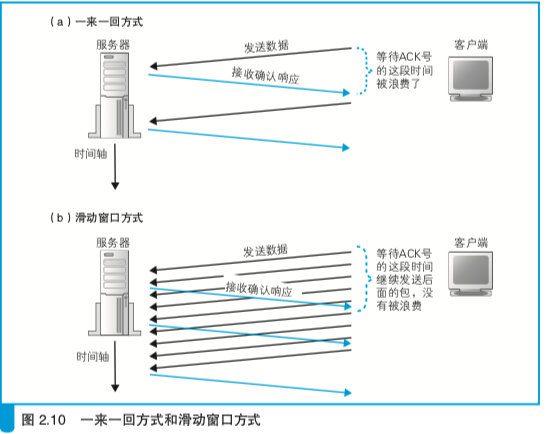 （a）一来一回方式
服务器
发送数据
客户端
等待ACK号
的这段时间
被浪费了
接收确认响应
时间轴
（b）滑动窗口方式
服务器
发送数据
客户端
等待ACK号
的这段时间
继续发送后
面的包，没
有被浪费
接收确认响应
时间轴
图 2.10 一来一回方式和滑动窗口方式